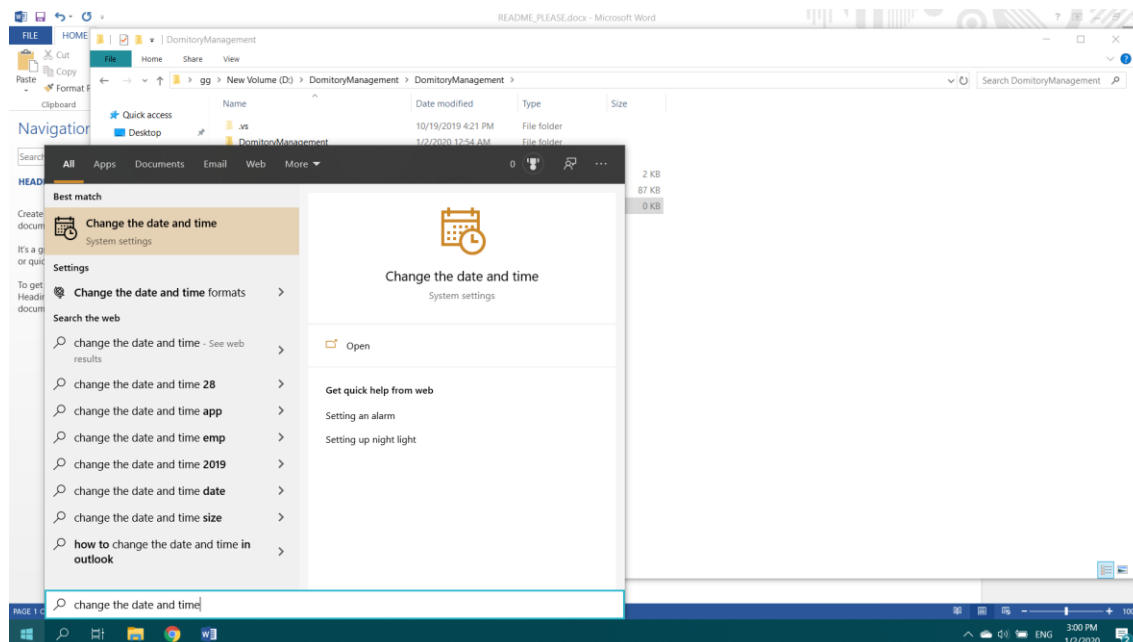 README_PLEASE.docx - Microsoft Word
FILE
HOME
DomitoryManagement
Cut
Copy
Paste
Format
Clipboard
File
Home
Share
View
gg > New Volume (D:) > DomitoryManagement > DomitoryManagement >
Search DomitoryManagement
Name
Date modified
Type
Size
Quick access
.vs
10/19/2019 4:21 PM
File folder
Desktop
DomitoryManagement
1/2/2020 12:54 AM
File folder
2 KB
87 KB
0 KB
All
Apps
Documents
Email
Web
More
0
Best match
Change the date and time
System settings
Settings
Change the date and time formats
Search the web
change the date and time - See web
results
change the date and time 28
change the date and time app
change the date and time emp
change the date and time 2019
change the date and time date
change the date and time size
how to change the date and time in
outlook
Change the date and time
System settings
Open
Get quick help from web
Setting an alarm
Setting up night light
Create
It's a
or quic
To get
change the date and time
PAGE 1
ENG
3:00 PM
1/2/2020